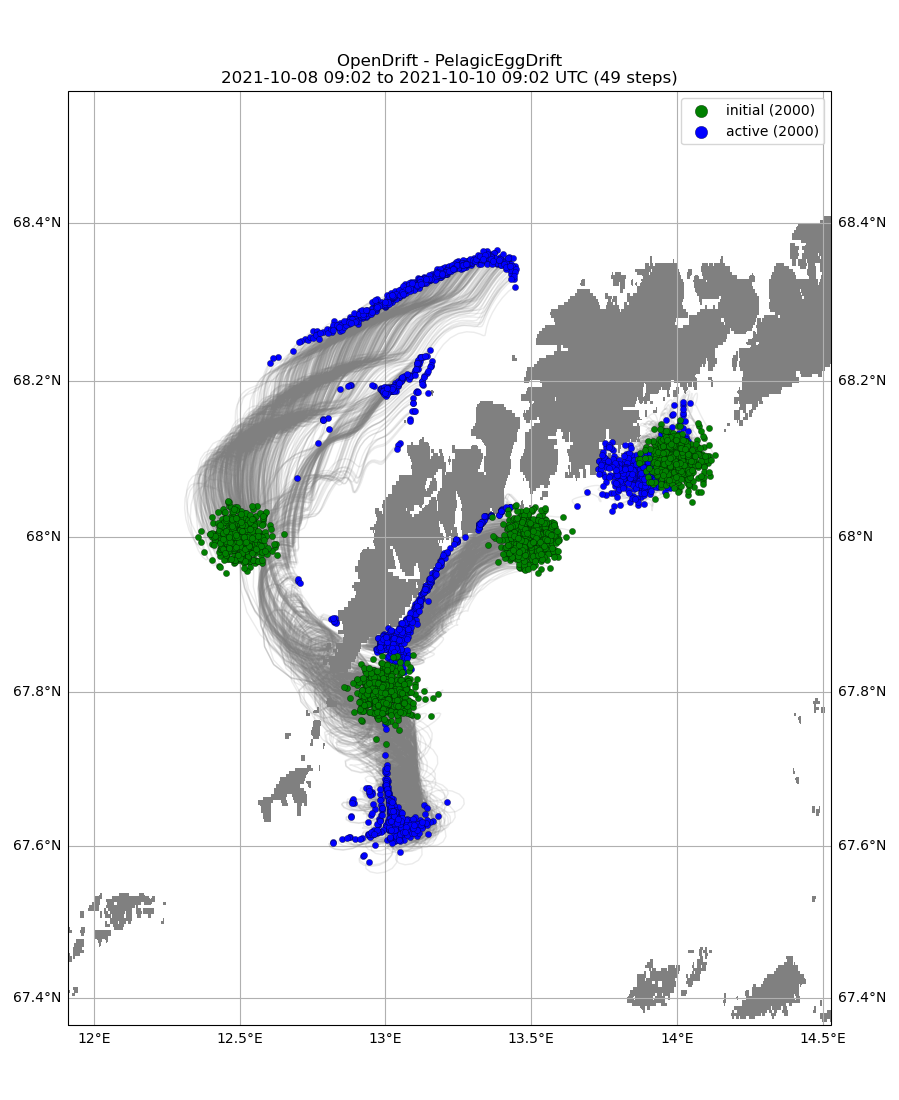 OpenDrift - PelagicEggDrift
2021-10-08 09:02 to 2021-10-10 09:02 UTC (49 steps)
initial (2000)
active (2000)
68.4°N 68.4°N
68.2°N 68.2°N
68°N 68°N
67.8°N 67.8°N
67.6°N 67.6°N
67.4°N 67.4°N
12°E 12.5°E 13°E 13.5°E 14°E 14.5°E